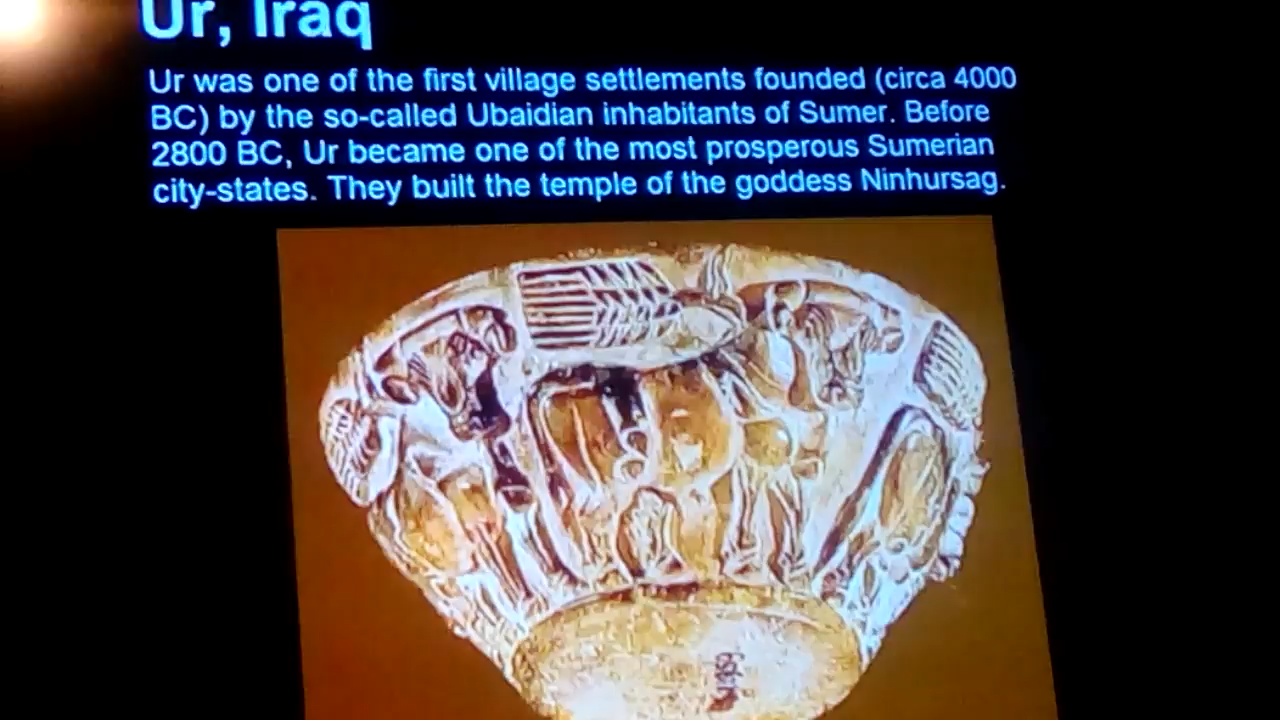 Ur, Iraq
Ur was one of the first village settlements founded (circa 4000
BC) by the so-called Ubaidian inhabitants of Sumer. Before
2800 BC, Ur became one of the most prosperous Sumerian
city-states. They built the temple of the goddess Ninhursag.